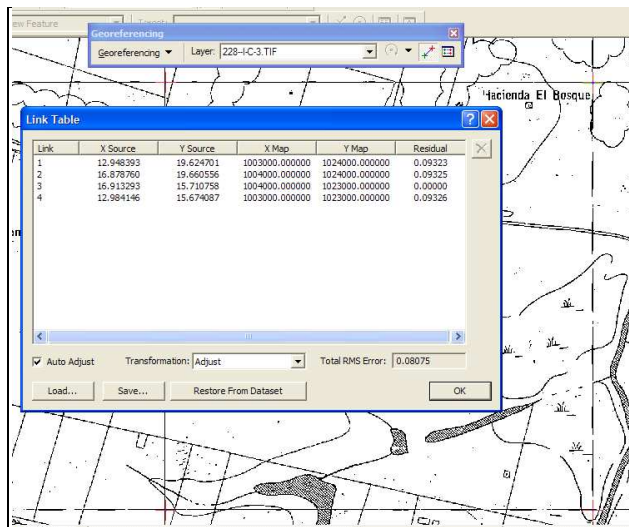 ew Feature
Georeferencing
Georeferencing Layer: 228-I-C-3.TIF
Hacienda El Bosque
Link Table
Link X Source Y Source X Map Y Map Residual
1 12.948393 19.624701 1003000.000000 1024000.000000 0.09323
2 16.878760 19.660556 1004000.000000 1024000.000000 0.09325
3 16.913293 15.710758 1004000.000000 1023000.000000 0.00000
4 12.984146 15.674087 1003000.000000 1023000.000000 0.09326
Auto Adjust Transformation: Adjust Total RMS Error: 0.08075
Load... Save... Restore From Dataset OK